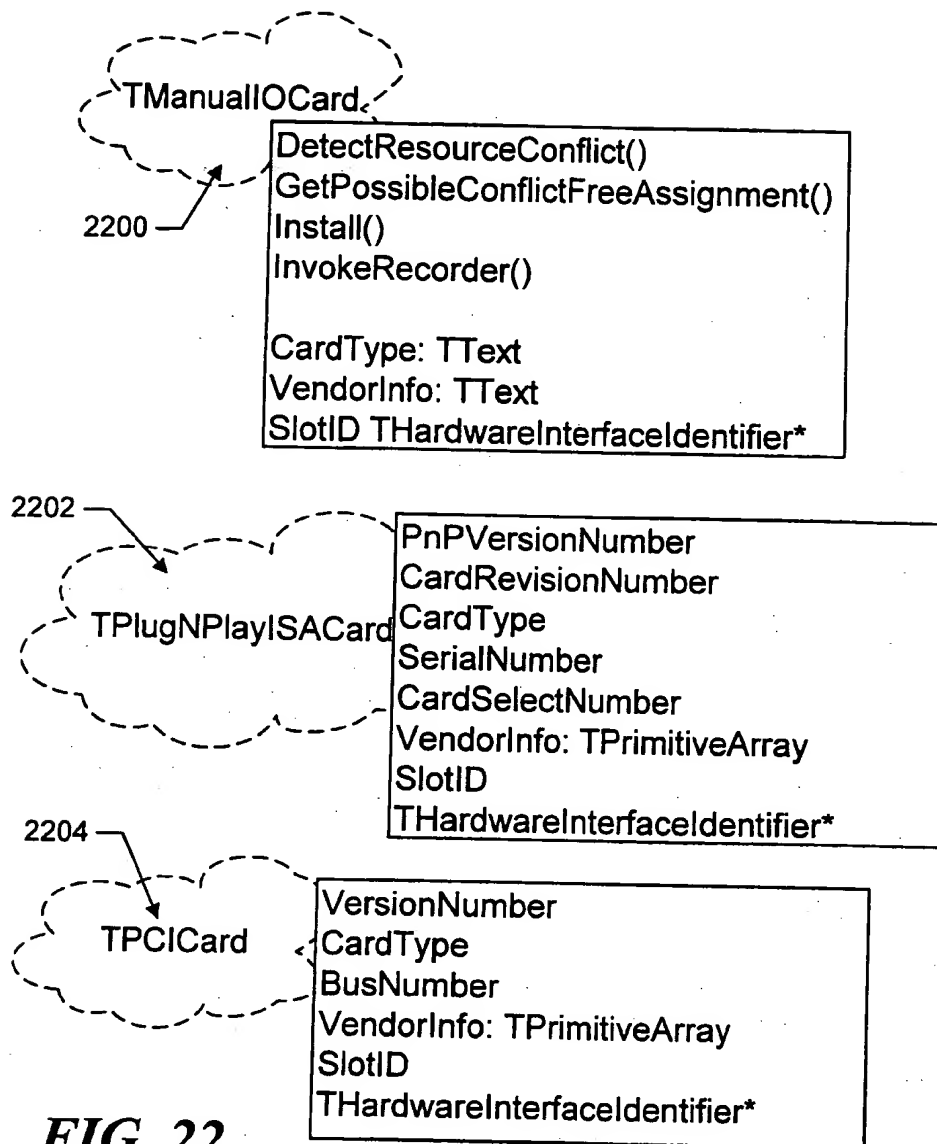 TManualIOCard
DetectResourceConflict()
GetPossibleConflictFreeAssignment()
Install()
InvokeRecorder()
2200
CardType: TText
VendorInfo: TText
SlotID THardwareInterfaceIdentifier*
2202
TPlugNPlayISACard
PnPVersionNumber
CardRevisionNumber
CardType
SerialNumber
CardSelectNumber
VendorInfo: TPrimitiveArray
SlotID
THardwareInterfaceIdentifier*
2204
TPCICard
VersionNumber
CardType
BusNumber
VendorInfo: TPrimitiveArray
SlotID
THardwareInterfaceIdentifier*
FIG. 22